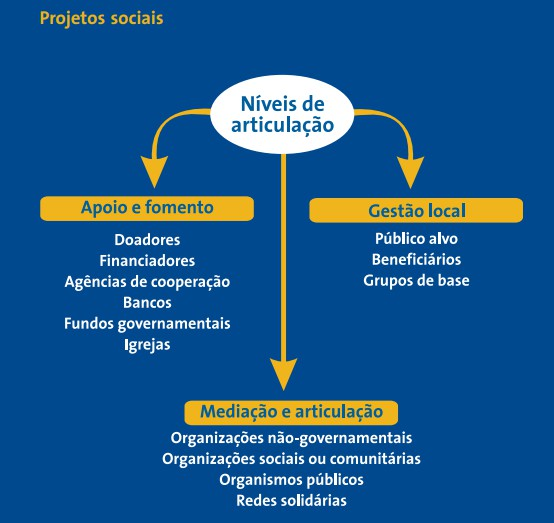 Projetos sociais
Níveis de
articulação
Apoio e fomento
Doadores
Financiadores
Agências de cooperação
Bancos
Fundos governamentais
Igrejas
Gestão local
Público alvo
Beneficiários
Grupos de base
Mediação e articulação
Organizações não-governamentais
Organizações sociais ou comunitárias
Organismos públicos
Redes solidárias